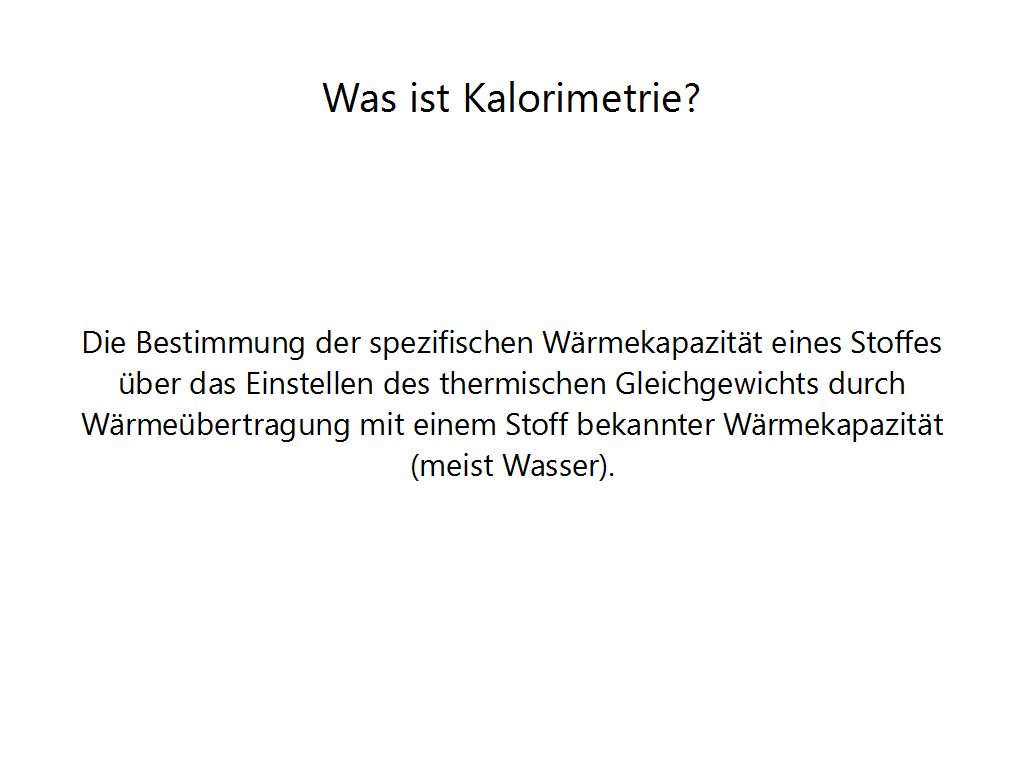 Was ist Kalorimetrie?
Die Bestimmung der spezifischen Wärmekapazität eines Stoffes
über das Einstellen des thermischen Gleichgewichts durch
Wärmeübertragung mit einem Stoff bekannter Wärmekapazität
(meist Wasser).